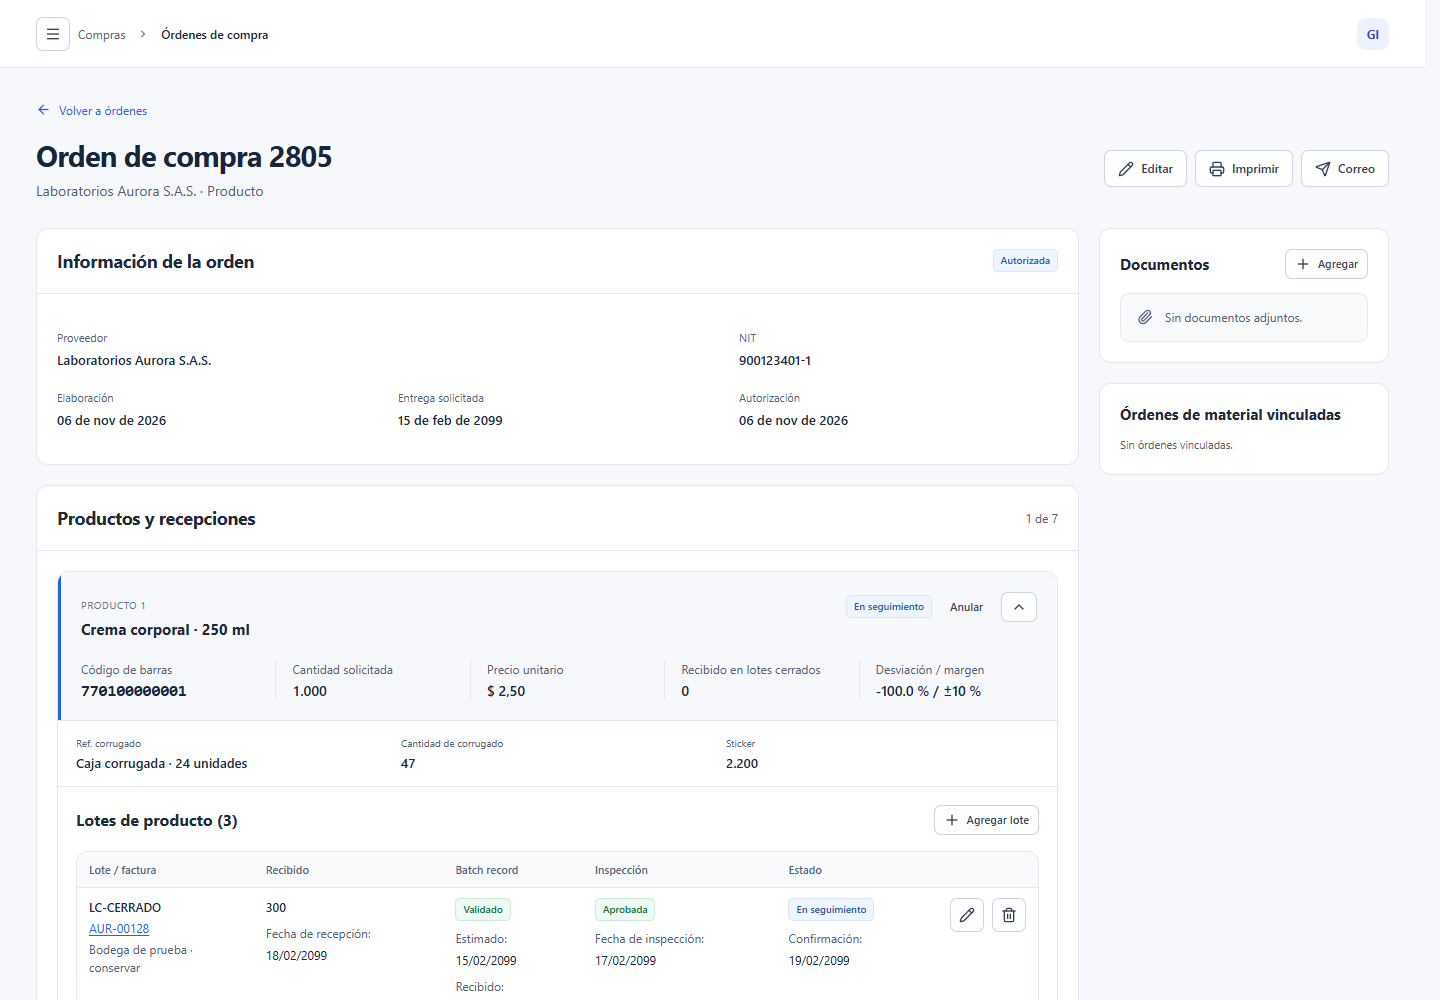 Compras
Órdenes de compra
GI
Volver a órdenes
Orden de compra 2805
Laboratorios Aurora S.A.S. · Producto
Editar
Imprimir
Correo
Información de la orden
Autorizada
Proveedor
Laboratorios Aurora S.A.S.
NIT
900123401-1
Elaboración
06 de nov de 2026
Entrega solicitada
15 de feb de 2099
Autorización
06 de nov de 2026
Documentos
Agregar
Sin documentos adjuntos.
Órdenes de material vinculadas
Sin órdenes vinculadas.
Productos y recepciones
1 de 7
PRODUCTO 1
Crema corporal · 250 ml
En seguimiento
Anular
Código de barras
770100000001
Cantidad solicitada
1.000
Precio unitario
$ 2,50
Recibido en lotes cerrados
0
Desviación / margen
-100.0 % / ±10 %
Ref. corrugado
Caja corrugada · 24 unidades
Cantidad de corrugado
47
Sticker
2.200
Lotes de producto (3)
Agregar lote
Lote / factura
Recibido
Batch record
Inspección
Estado
LC-CERRADO
AUR-00128
Bodega de prueba ·
conservar
300
Fecha de recepción:
18/02/2099
Validado
Estimado:
15/02/2099
Recibido:
Aprobada
Fecha de inspección:
17/02/2099
En seguimiento
Confirmación:
19/02/2099